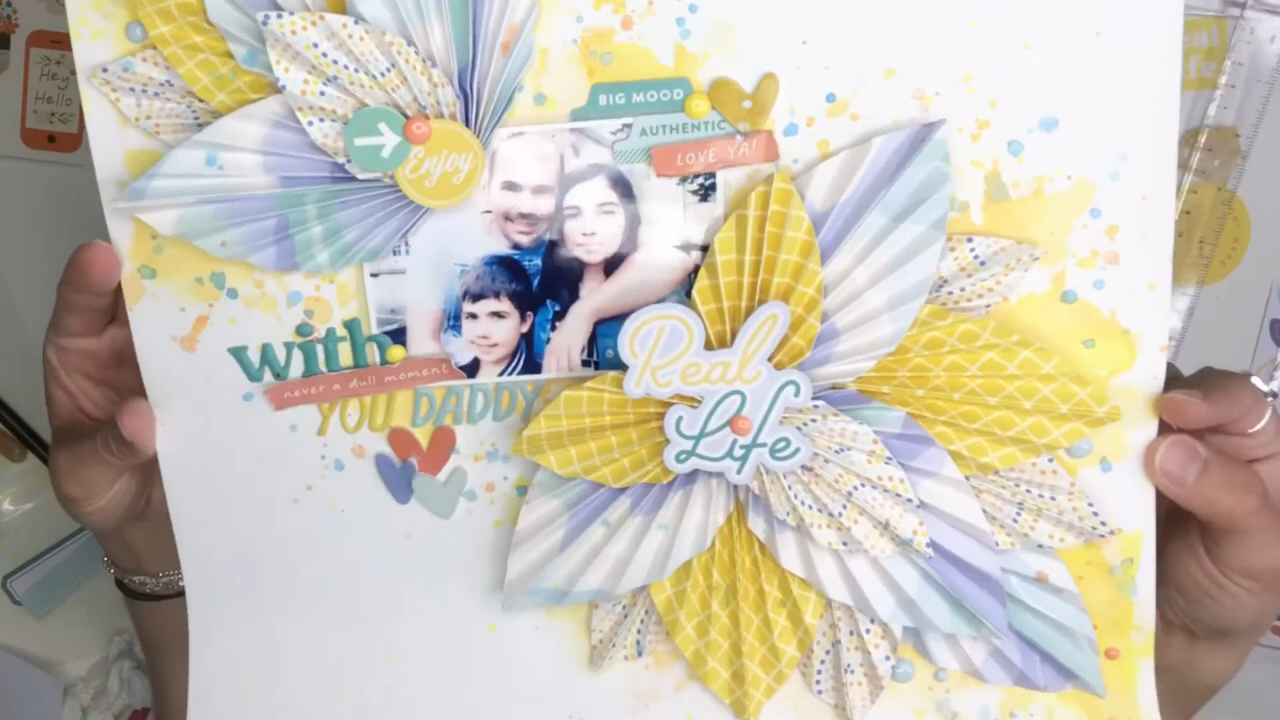 Hey
Hello
BIG MOOD
AUTHENTIC
LOVE YA!
Enjoy
with
never a dull moment
YOU DADDY
Real
Life